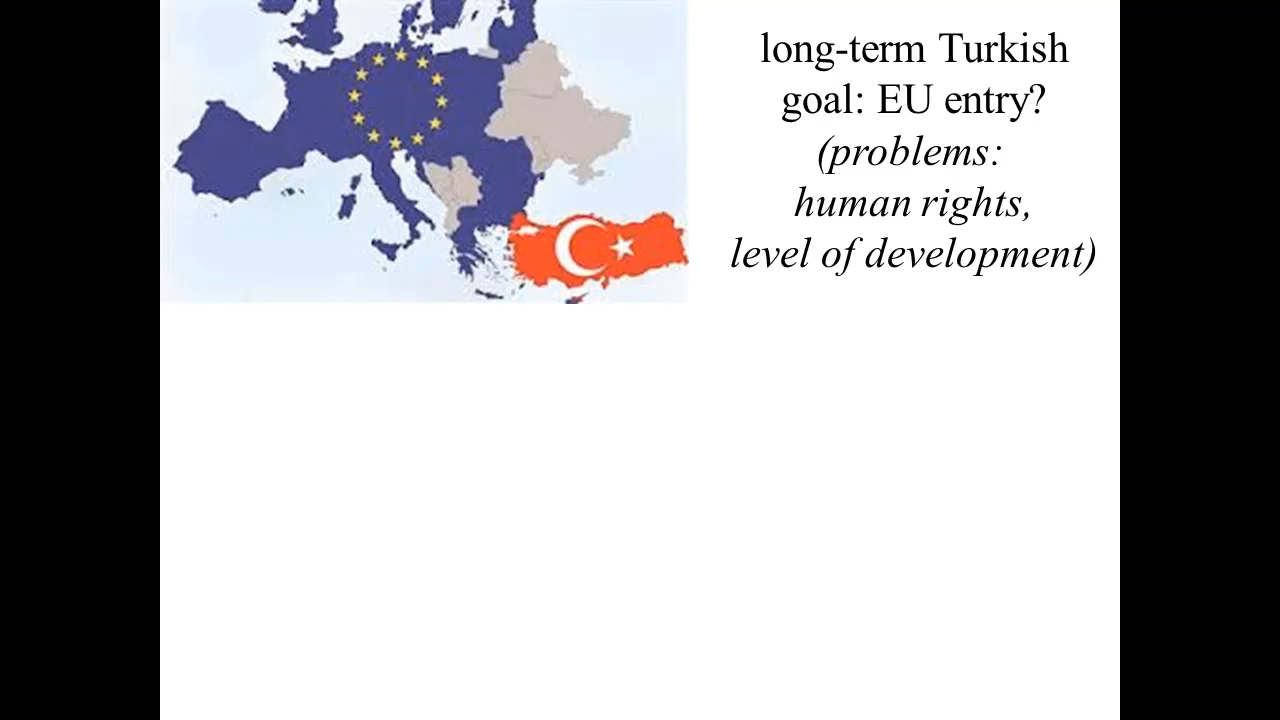 long-term Turkish
goal: EU entry?
(problems:
human rights,
level of development)